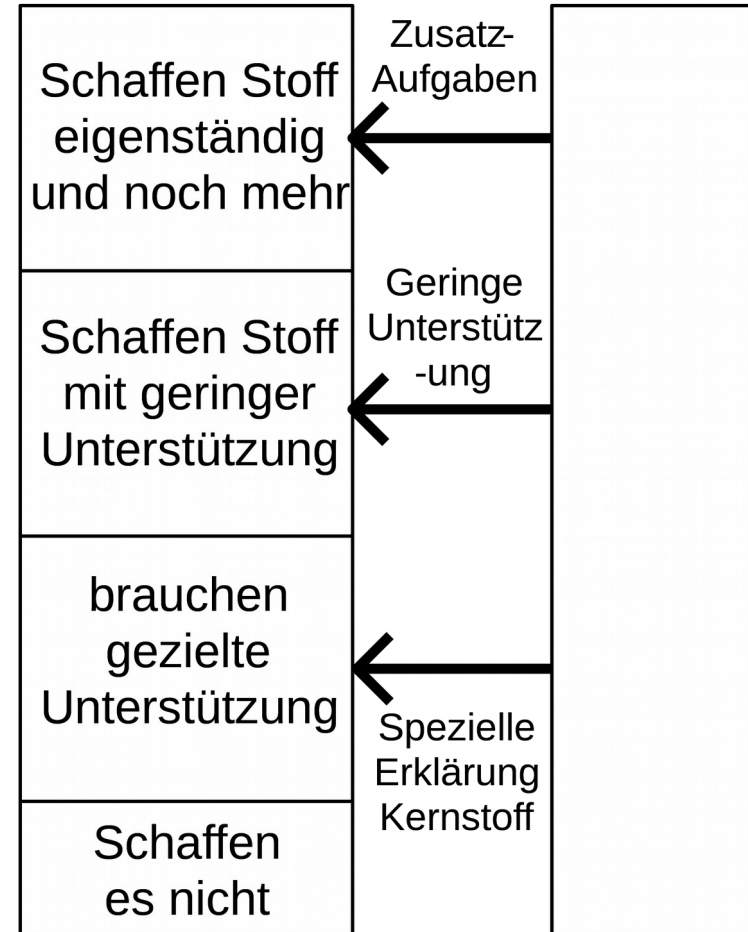 Schaffen Stoff
eigenständig
und noch mehr
Zusatz-
Aufgaben
Schaffen Stoff
mit geringer
Unterstützung
Geringe
Unterstütz
-ung
brauchen
gezielte
Unterstützung
Spezielle
Erklärung
Kernstoff
Schaffen
es nicht